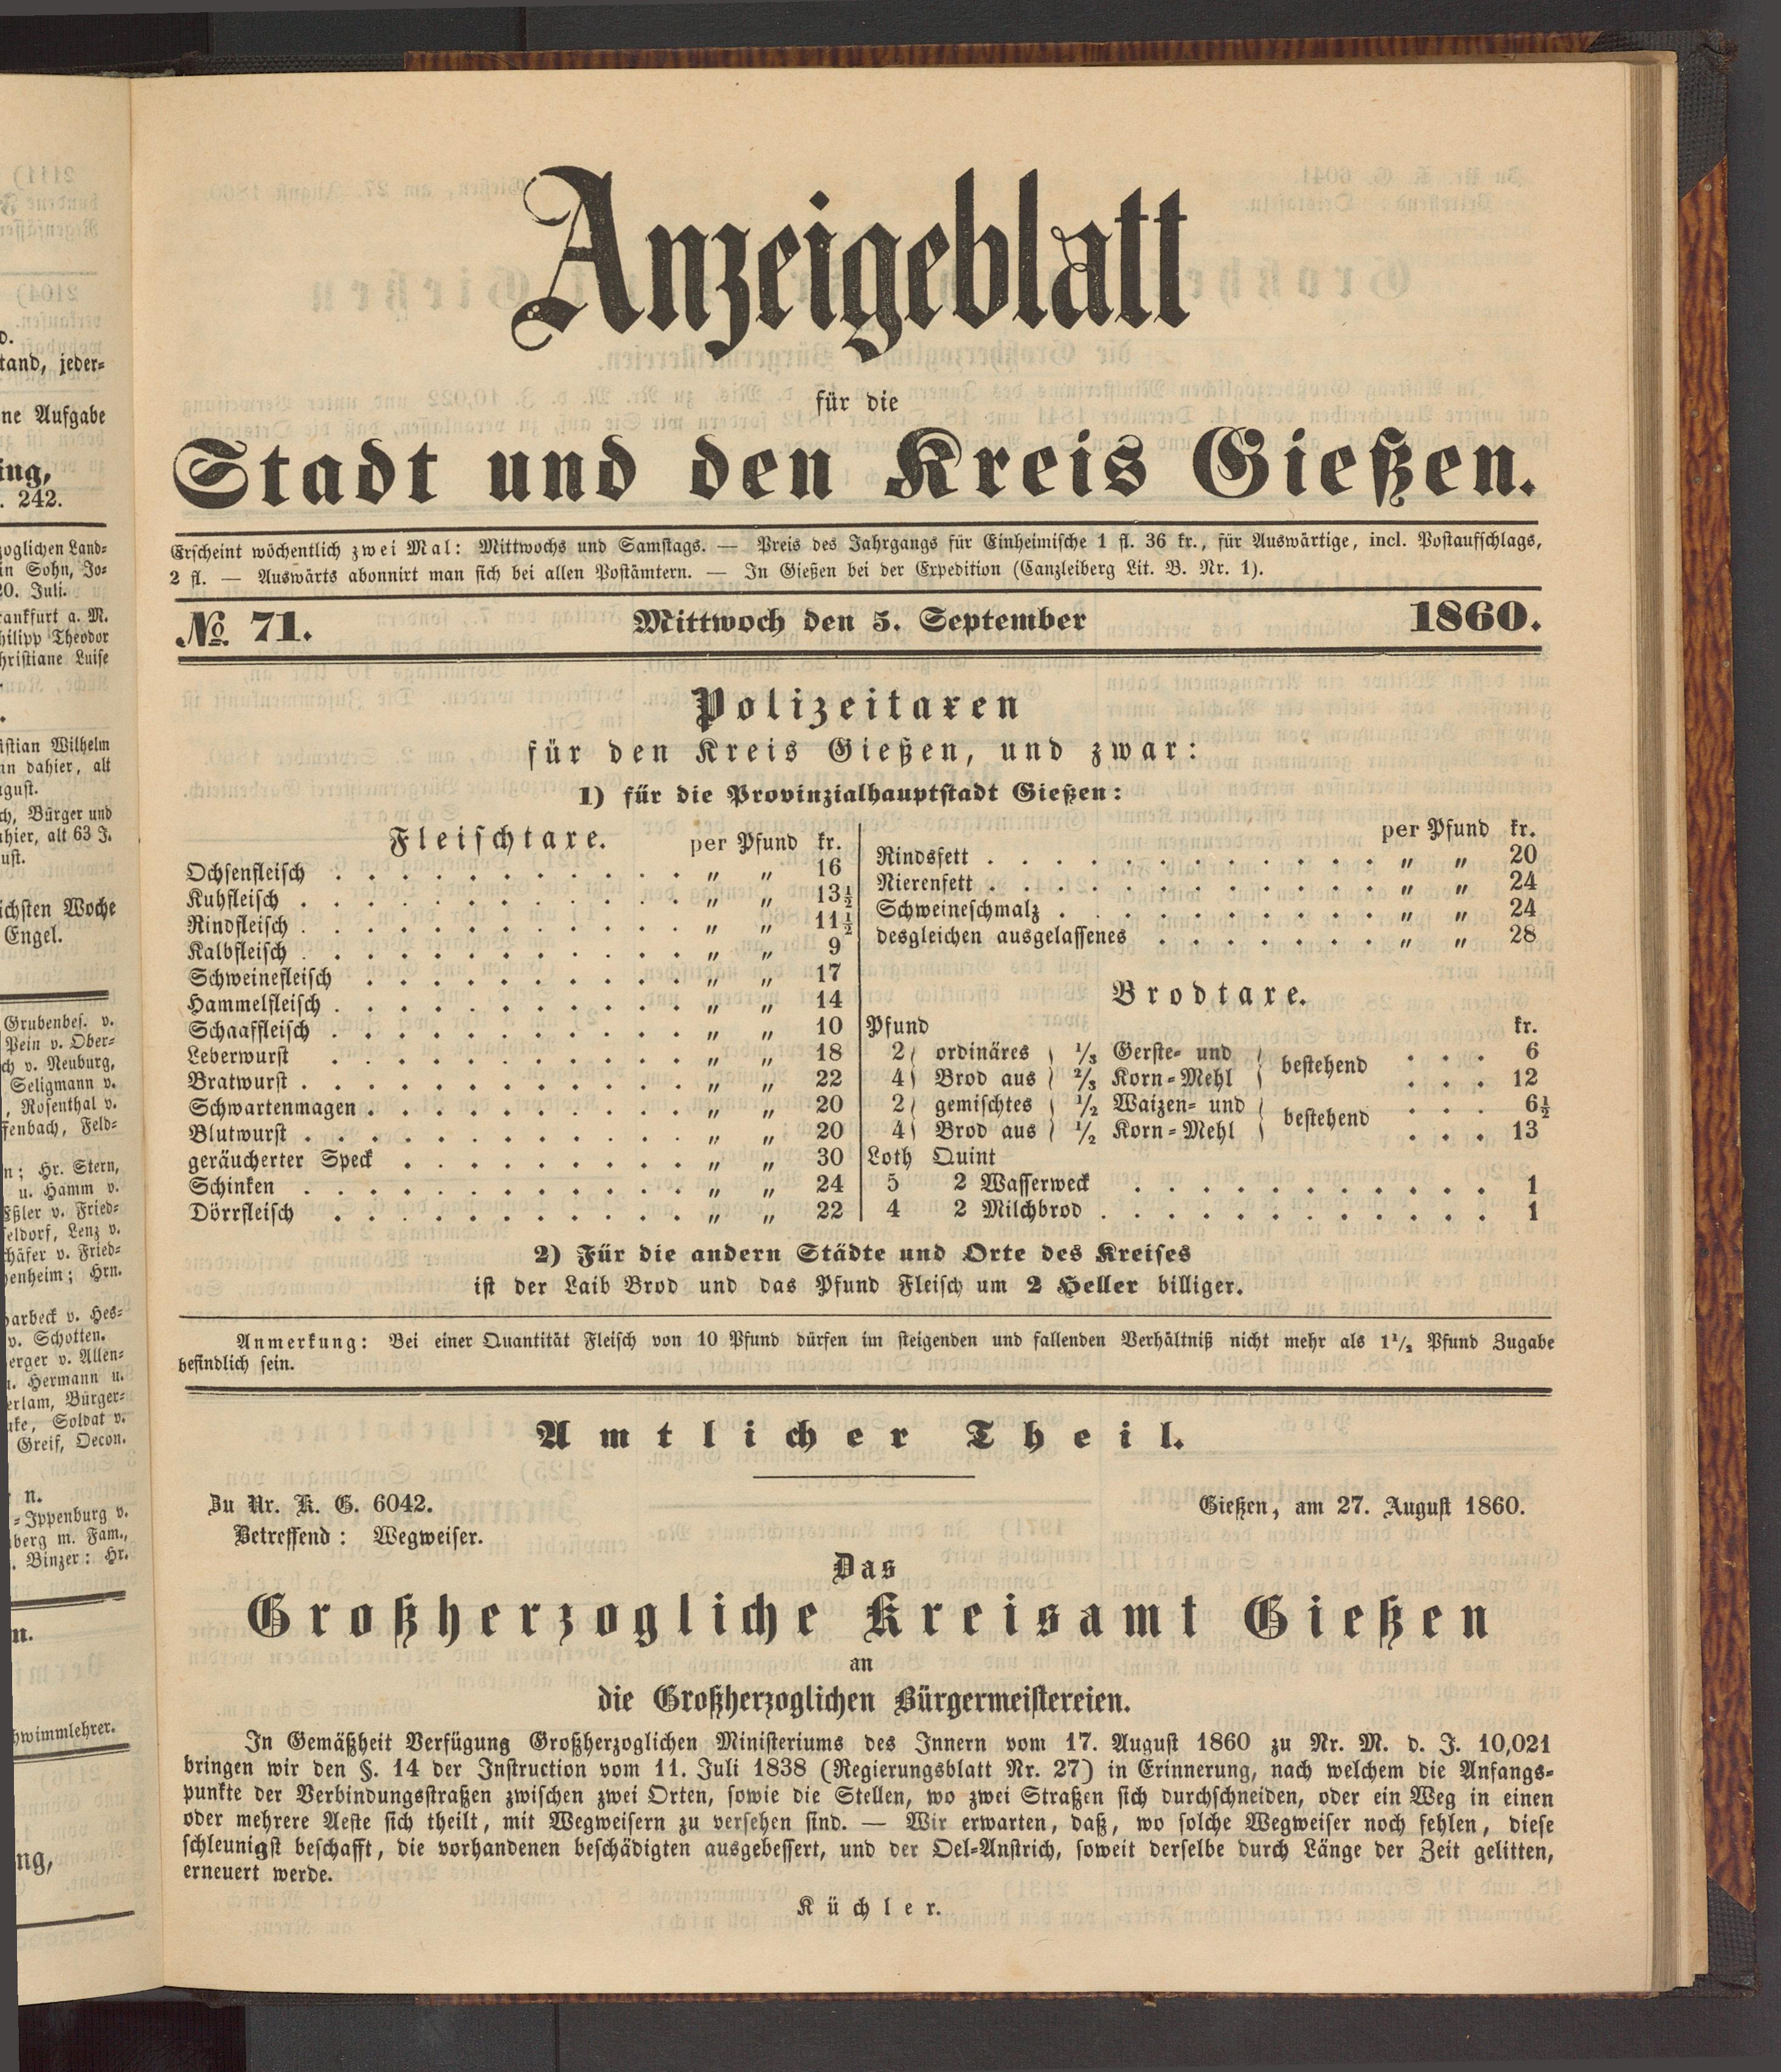 Anzeigeblatt
für die
Stadt und den Kreis Gießen.
Erscheint wöchentlich zwei Mal: Mittwochs und Samstags. — Preis des Jahrgangs für Einheimische 1 fl. 36 kr., für Auswärtige, incl. Postaufschlags,
2 fl. — Auswärts abonnirt man sich bei allen Postämtern. — In Gießen bei der Expedition (Canzleiberg Lit. B. Nr. 1).
№ 71. Mittwoch den 5. September 1860.
Polizeitaxen
für den Kreis Gießen, und zwar:
1) für die Provinzialhauptstadt Gießen:
Fleischtaxe. per Pfund kr.
Ochsenfleisch . . . . . . . . . . . „ „ 16
Kuhfleisch . . . . . . . . . . . . „ „ 13½
Rindfleisch . . . . . . . . . . . . „ „ 11½
Kalbfleisch . . . . . . . . . . . . „ „ 9
Schweinefleisch . . . . . . . . . . „ „ 17
Hammelfleisch . . . . . . . . . . . „ „ 14
Schaaffleisch . . . . . . . . . . . „ „ 10
Leberwurst . . . . . . . . . . . „ „ 18
Bratwurst . . . . . . . . . . . . „ „ 22
Schwartenmagen . . . . . . . . . . „ „ 20
Blutwurst . . . . . . . . . . . . „ „ 20
geräucherter Speck . . . . . . . . . „ „ 30
Schinken . . . . . . . . . . . . „ „ 24
Dörrfleisch . . . . . . . . . . . „ „ 22
per Pfund kr.
Rindsfett . . . . . . . . . . . . „ „ 20
Nierenfett . . . . . . . . . . . . „ „ 24
Schweineschmalz . . . . . . . . . . „ „ 24
desgleichen ausgelassenes . . . . . . . „ „ 28
Brodtaxe.
Pfund kr.
2 ordinäres ⅓ Gerste- und bestehend . . . 6
4 Brod aus ⅔ Korn-Mehl . . . 12
2 gemischtes ½ Waizen- und bestehend . . . 6½
4 Brod aus ½ Korn-Mehl . . . 13
Loth Quint
5 2 Wasserweck . . . . . . . . . . . 1
4 2 Milchbrod . . . . . . . . . . . . 1
2) Für die andern Städte und Orte des Kreises
ist der Laib Brod und das Pfund Fleisch um 2 Heller billiger.
Anmerkung: Bei einer Quantität Fleisch von 10 Pfund dürfen im steigenden und fallenden Verhältniß nicht mehr als 1½ Pfund Zugabe
befindlich sein.
Amtlicher Theil.
Zu Nr. K. G. 6042. Gießen, am 27. August 1860.
Betreffend: Wegweiser.
Das
Großherzogliche Kreisamt Gießen
an
die Großherzoglichen Bürgermeistereien.
In Gemäßheit Verfügung Großherzoglichen Ministeriums des Innern vom 17. August 1860 zu Nr. M. d. J. 10,021
bringen wir den §. 14 der Instruction vom 11. Juli 1838 (Regierungsblatt Nr. 27) in Erinnerung, nach welchem die Anfangs-
punkte der Verbindungsstraßen zwischen zwei Orten, sowie die Stellen, wo zwei Straßen sich durchschneiden, oder ein Weg in einen
oder mehrere Aeste sich theilt, mit Wegweisern zu versehen sind. — Wir erwarten, daß, wo solche Wegweiser noch fehlen, diese
schleunigst beschafft, die vorhandenen beschädigten ausgebessert, und der Oel-Anstrich, soweit derselbe durch Länge der Zeit gelitten,
erneuert werde.
Küchler.